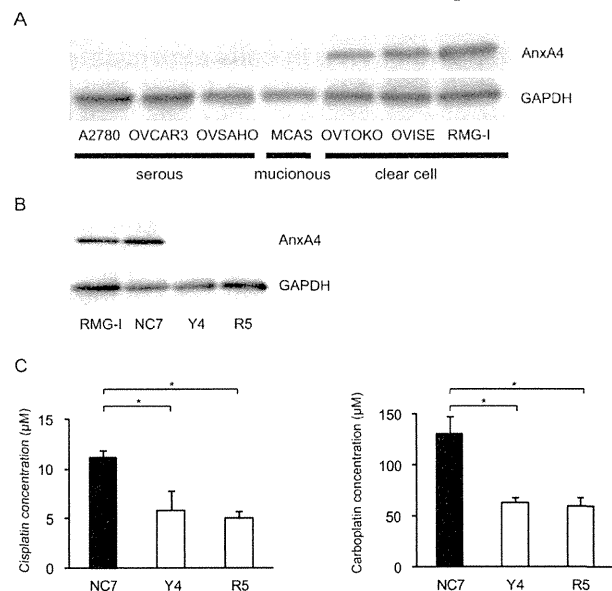 A
AnxA4
GAPDH
A2780 OVCAR3 OVSAHO MCAS OVTOKO OVISE RMG-I
serous mucionous clear cell
B
AnxA4
GAPDH
RMG-I NC7 Y4 R5
C
*
*
Cisplatin concentration (μM)
15
10
5
0
NC7 Y4 R5
*
*
Carboplatin concentration (μM)
150
100
50
0
NC7 Y4 R5